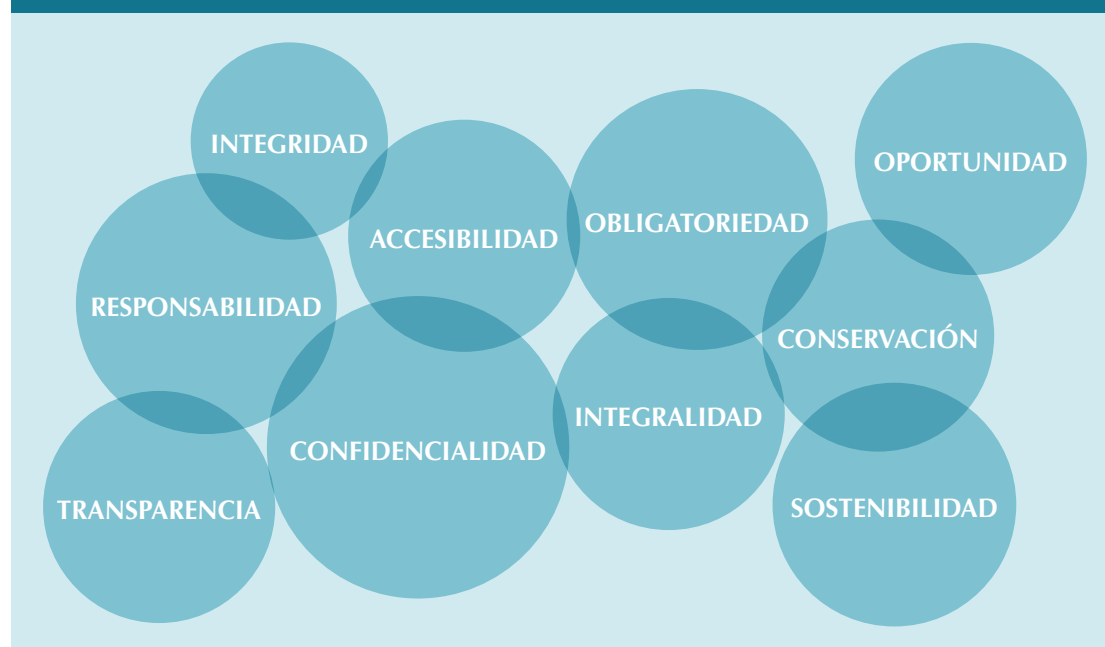 INTEGRIDAD
OPORTUNIDAD
OBLIGATORIEDAD
ACCESIBILIDAD
RESPONSABILIDAD
CONSERVACIÓN
INTEGRALIDAD
CONFIDENCIALIDAD
TRANSPARENCIA
SOSTENIBILIDAD